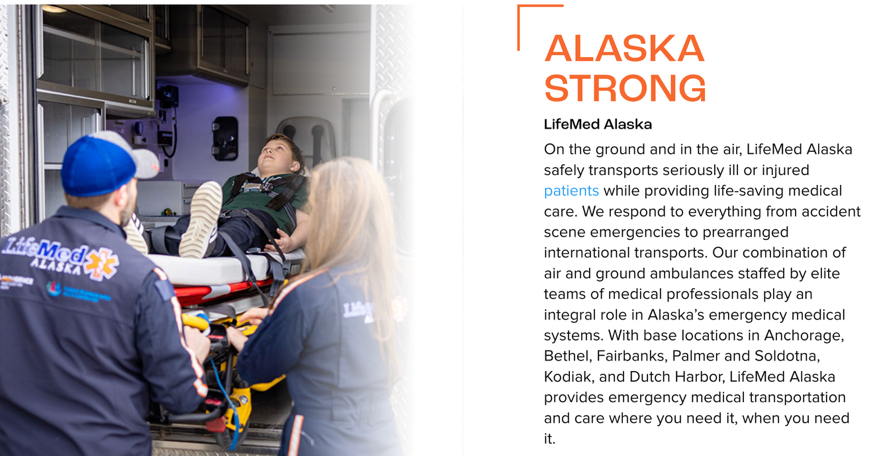 LifeMed
ALASKA
LifeMed
ALASKA
STRONG
LifeMed Alaska
On the ground and in the air, LifeMed Alaska
safely transports seriously ill or injured
patients while providing life-saving medical
care. We respond to everything from accident
scene emergencies to prearranged
international transports. Our combination of
air and ground ambulances staffed by elite
teams of medical professionals play an
integral role in Alaska’s emergency medical
systems. With base locations in Anchorage,
Bethel, Fairbanks, Palmer and Soldotna,
Kodiak, and Dutch Harbor, LifeMed Alaska
provides emergency medical transportation
and care where you need it, when you need
it.